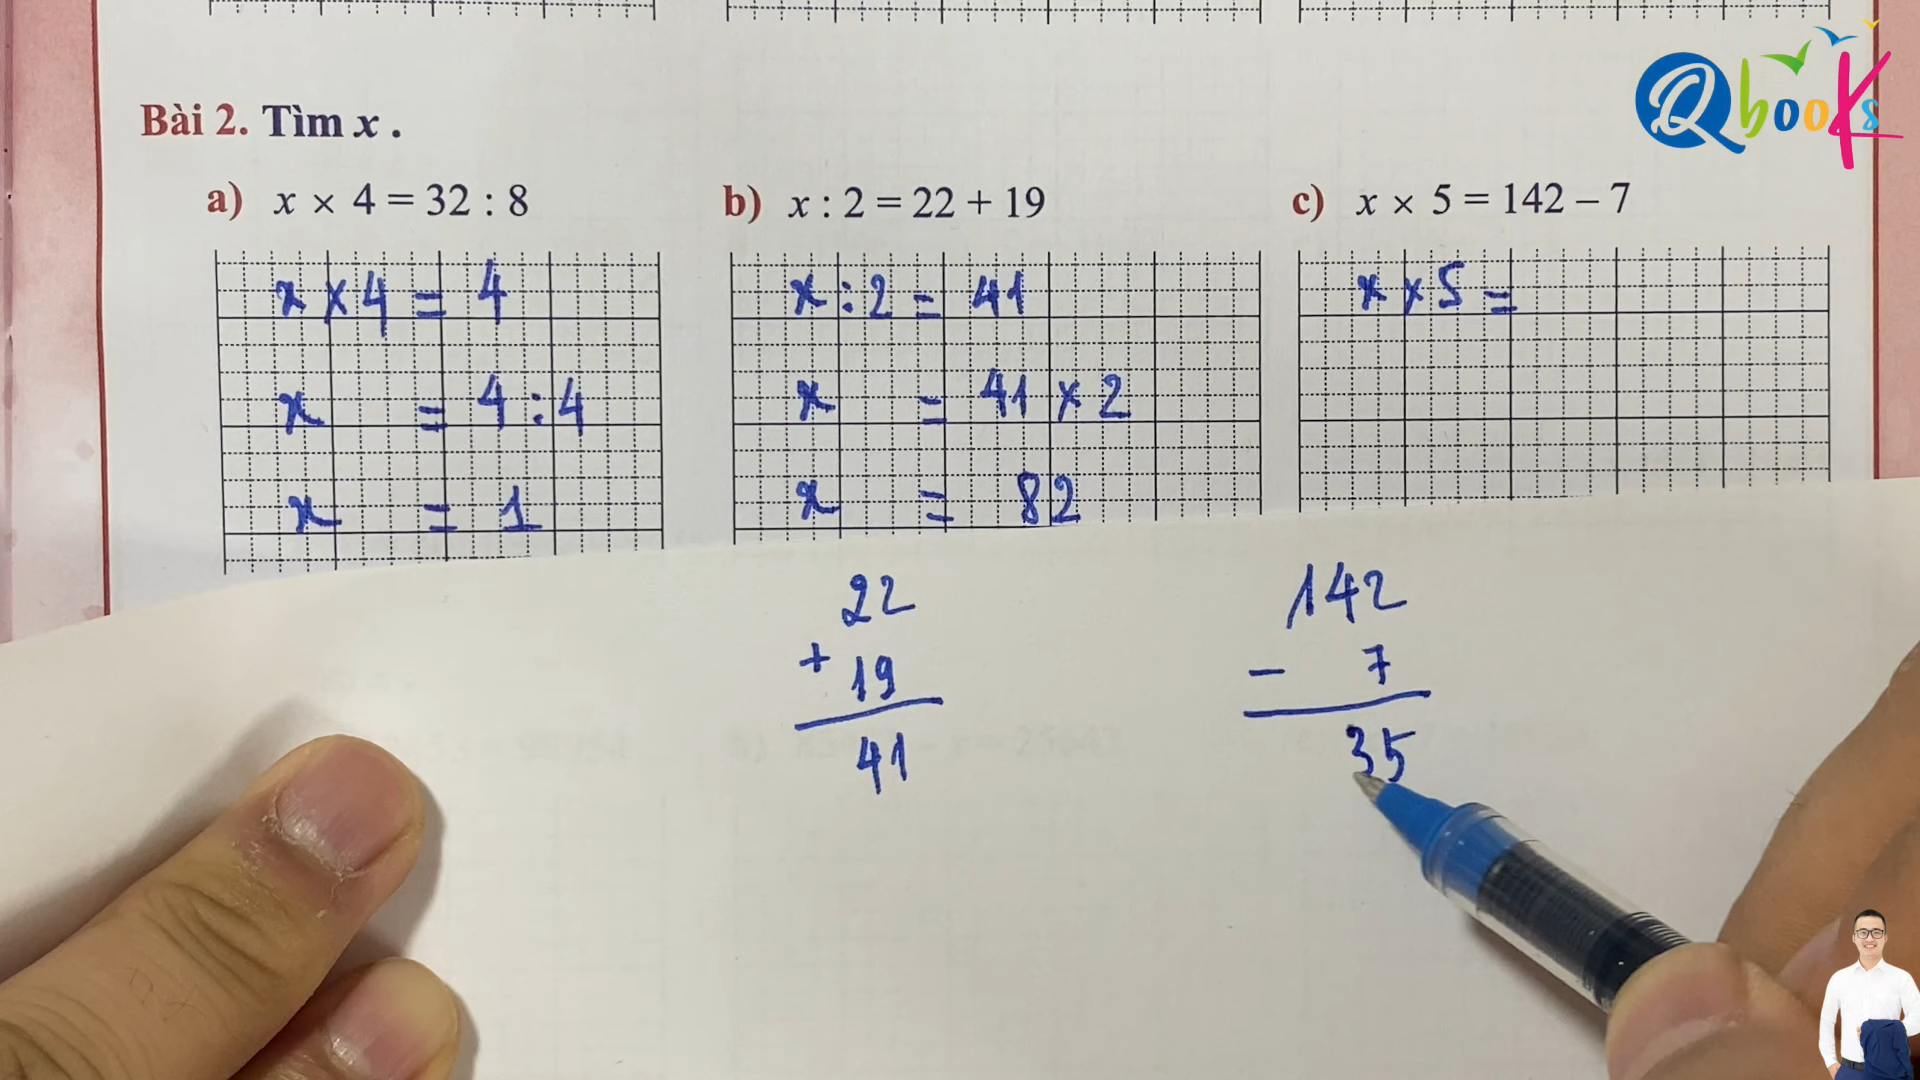 Qbooks
Bài 2. Tìm x .
a) x × 4 = 32 : 8
x × 4 = 4
x = 4 : 4
x = 1
b) x : 2 = 22 + 19
x : 2 = 41
x = 41 × 2
x = 82
c) x × 5 = 142 – 7
x × 5 =
22
+ 19
41
142
- 7
35